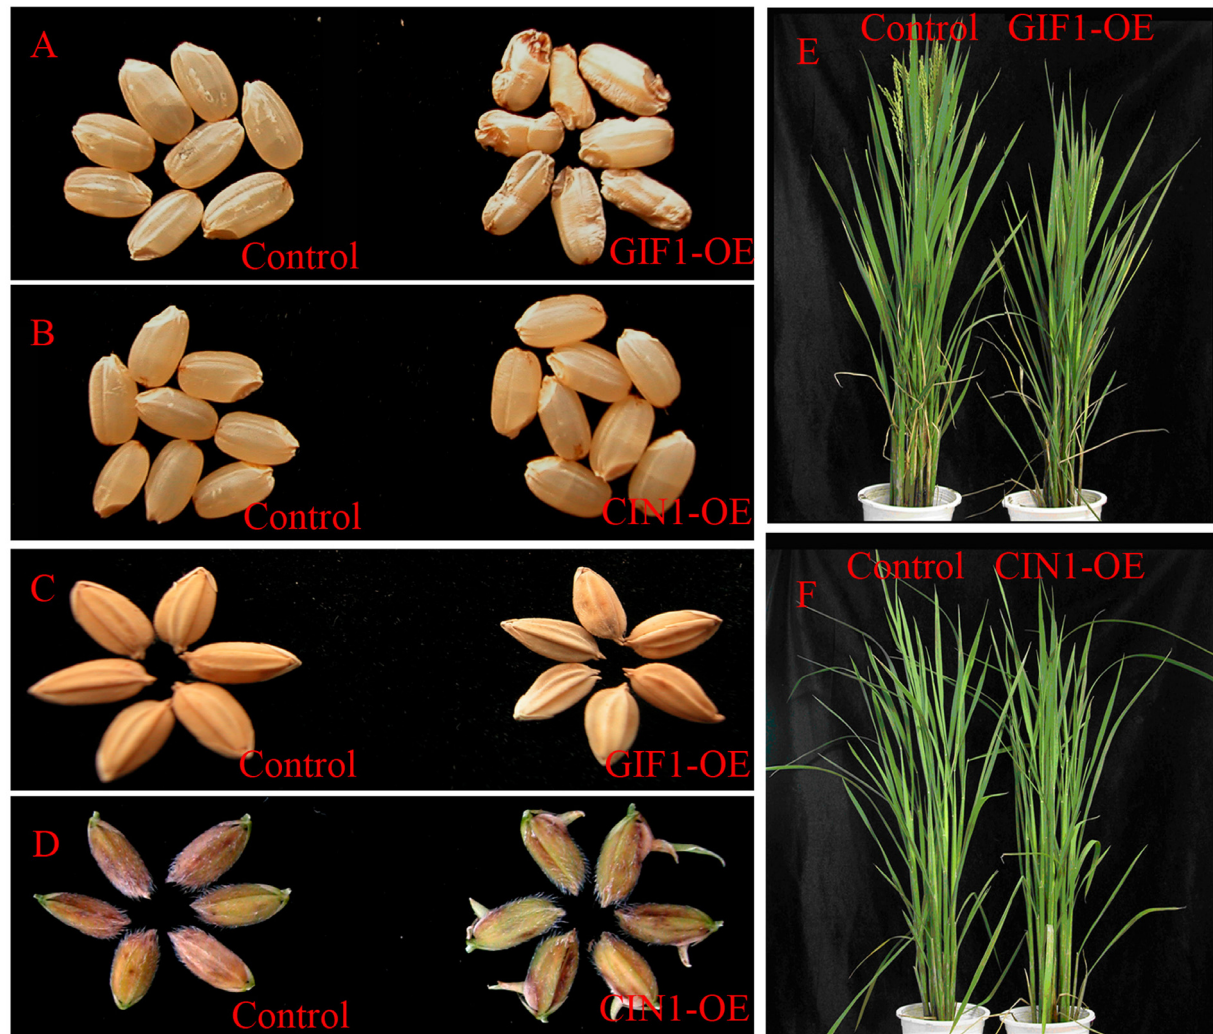 A
Control
GIF1-OE
B
Control
CIN1-OE
C
Control
GIF1-OE
D
Control
CIN1-OE
E
Control
GIF1-OE
F
Control
CIN1-OE